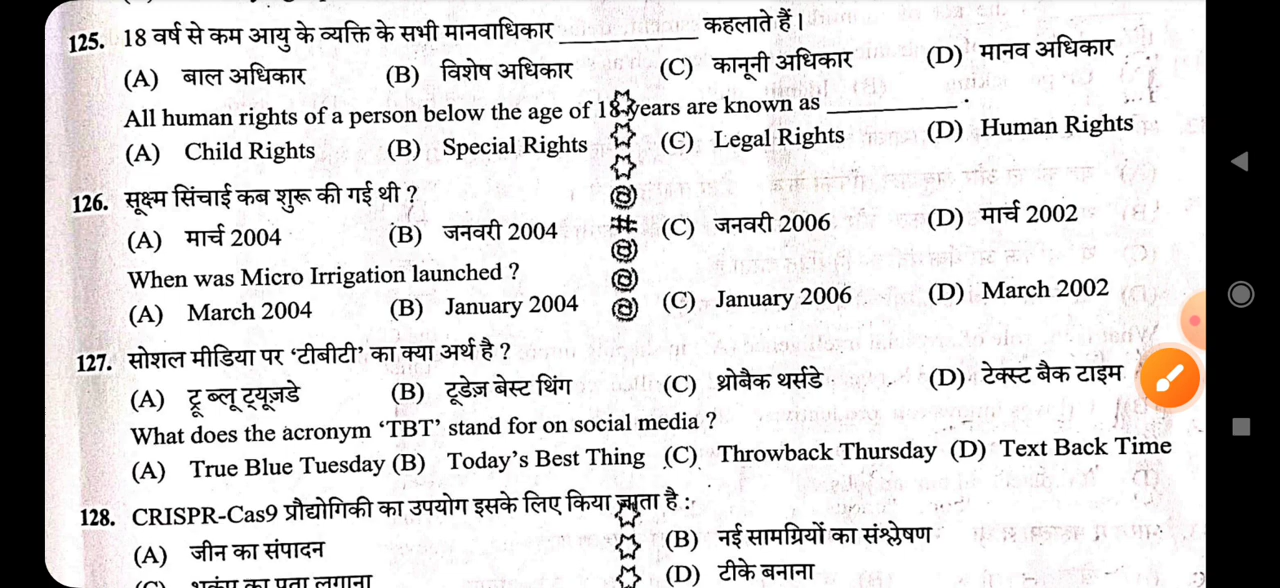 125. 18 वर्ष से कम आयु के व्यक्ति के सभी मानवाधिकार __________ कहलाते हैं।
(A) बाल अधिकार (B) विशेष अधिकार (C) कानूनी अधिकार (D) मानव अधिकार
All human rights of a person below the age of 18 years are known as __________ .
(A) Child Rights (B) Special Rights (C) Legal Rights (D) Human Rights
126. सूक्ष्म सिंचाई कब शुरू की गई थी ?
(A) मार्च 2004 (B) जनवरी 2004 (C) जनवरी 2006 (D) मार्च 2002
When was Micro Irrigation launched ?
(A) March 2004 (B) January 2004 (C) January 2006 (D) March 2002
127. सोशल मीडिया पर ‘टीबीटी’ का क्या अर्थ है ?
(A) ट्रू ब्लू ट्यूज़डे (B) टूडेज़ बेस्ट थिंग (C) थ्रोबैक थर्सडे (D) टेक्स्ट बैक टाइम
What does the acronym ‘TBT’ stand for on social media ?
(A) True Blue Tuesday (B) Today’s Best Thing (C) Throwback Thursday (D) Text Back Time
128. CRISPR-Cas9 प्रौद्योगिकी का उपयोग इसके लिए किया जाता है :
(A) जीन का संपादन (B) नई सामग्रियों का संश्लेषण
(C) भूकंप का पता लगाना (D) टीके बनाना